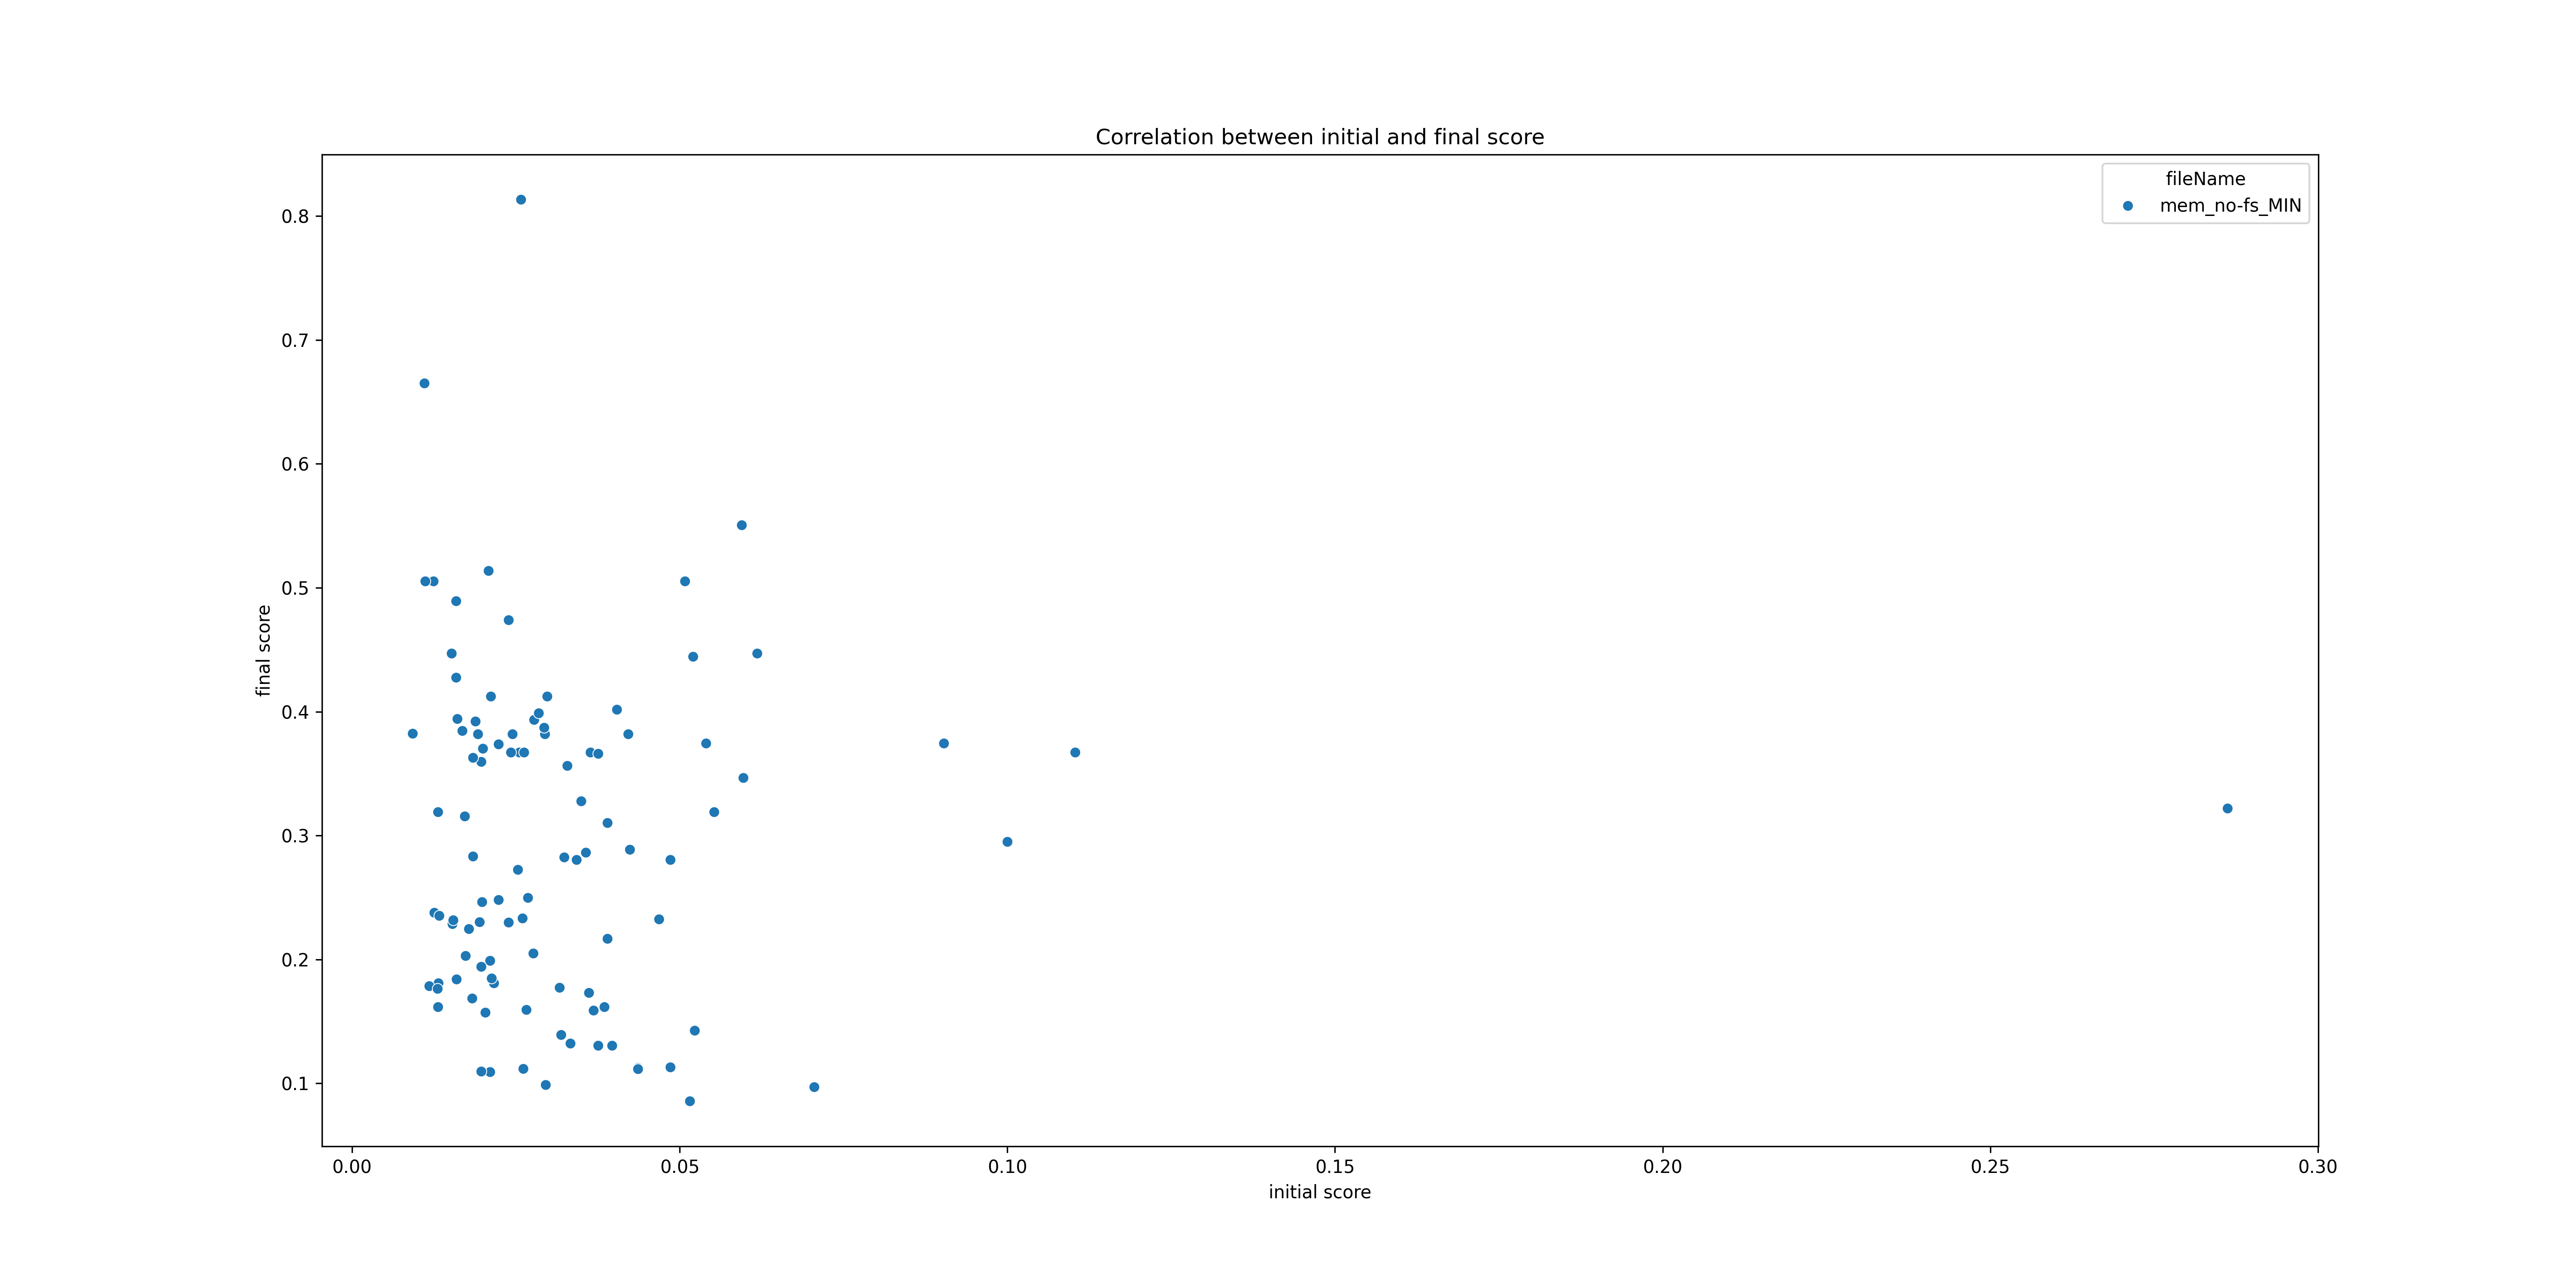 Correlation between initial and final score
fileName
mem_no-fs_MIN
0.8
0.7
0.6
0.5
0.4
0.3
0.2
0.1
final score
0.00 0.05 0.10 0.15 0.20 0.25 0.30
initial score